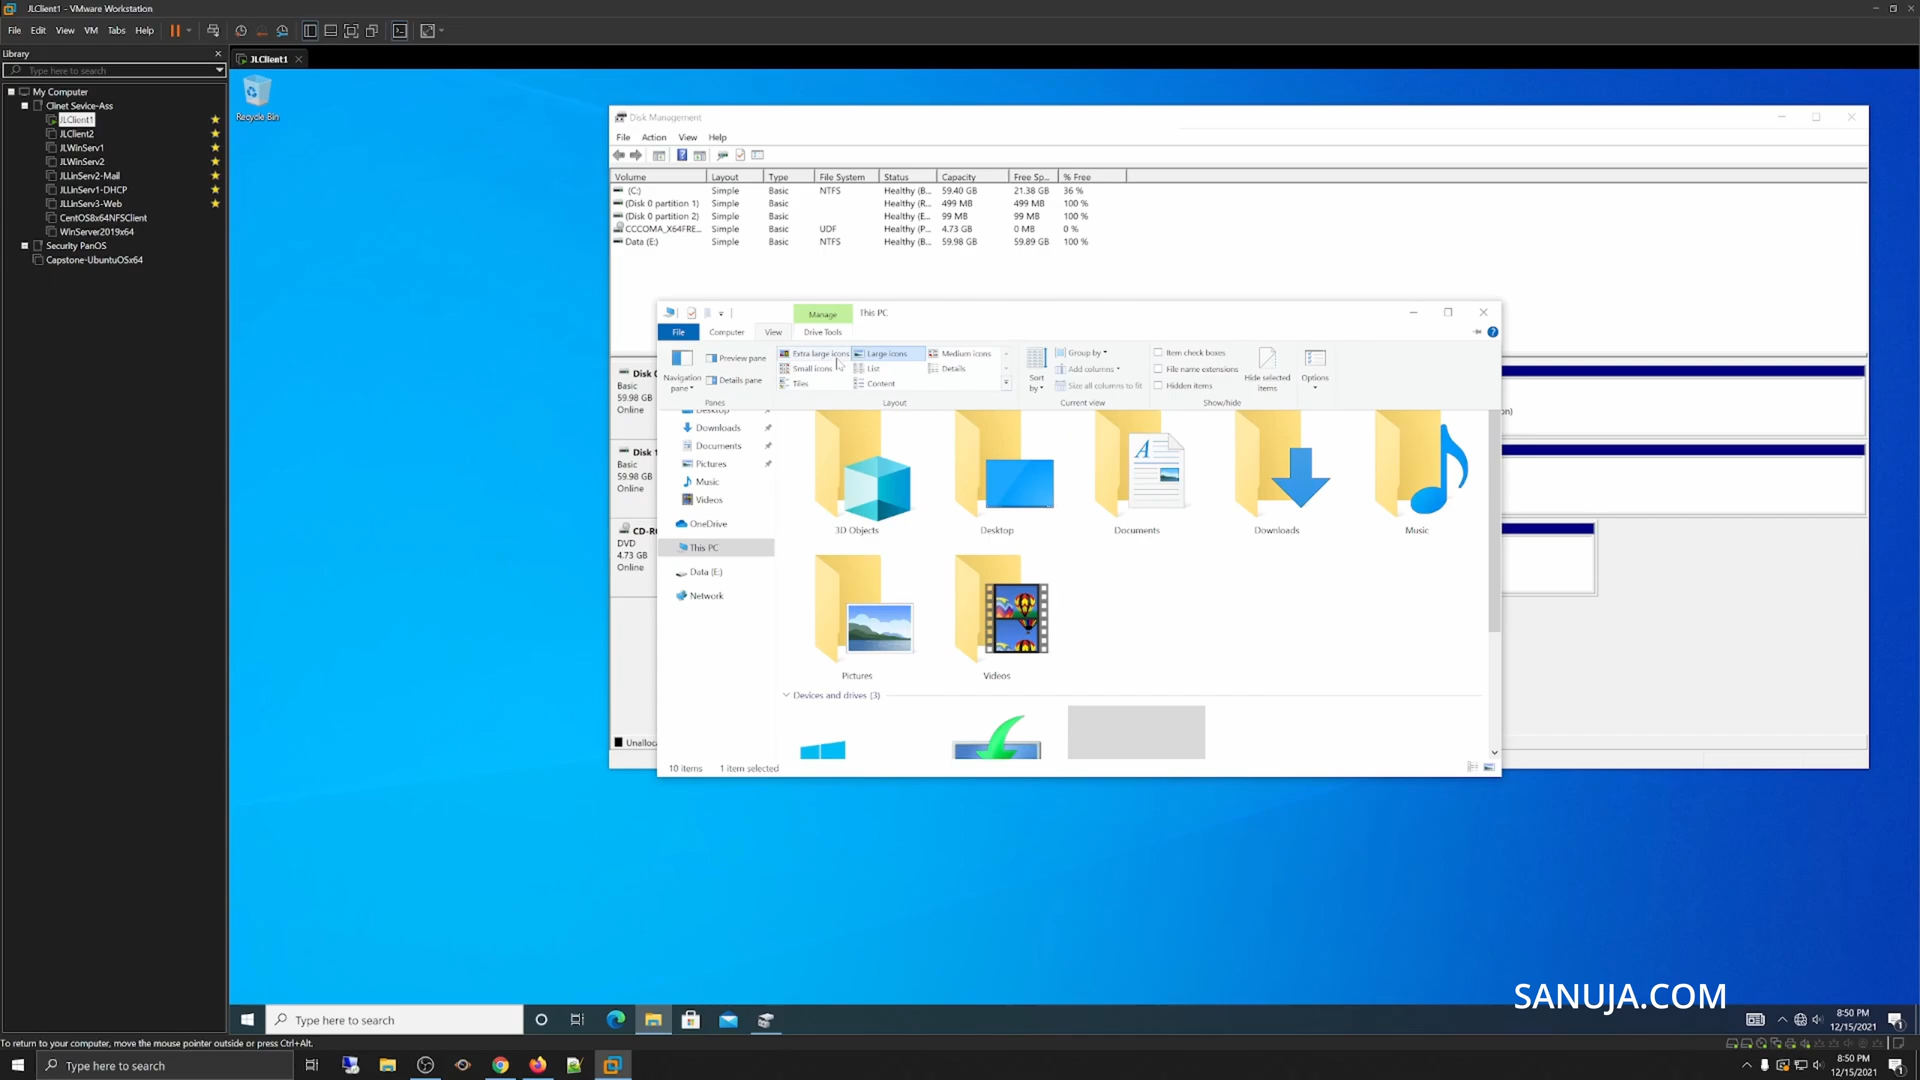 JLClient1 - VMware Workstation
File Edit View VM Tabs Help
Library
Type here to search
My Computer
Clinet Sevice-Ass
JLClient1
JLClient2
JLWinServ1
JLWinServ2
JLLinServ2-Mail
JLLinServ1-DHCP
JLLinServ3-Web
CentOS8x64NFSClient
WinServer2019x64
Security PanOS
Capstone-UbuntuOSx64
JLClient1
Recycle Bin
Disk Management
File Action View Help
Volume Layout Type File System Status Capacity Free Sp... % Free
(C:) Simple Basic NTFS Healthy (B... 59.40 GB 21.38 GB 36 %
(Disk 0 partition 1) Simple Basic Healthy (R... 499 MB 499 MB 100 %
(Disk 0 partition 2) Simple Basic Healthy (E... 99 MB 99 MB 100 %
CCCOMA_X64FRE... Simple Basic UDF Healthy (P... 4.73 GB 0 MB 0 %
Data (E:) Simple Basic NTFS Healthy (B... 59.98 GB 59.89 GB 100 %
Disk
Basic
59.98 GB
Online
Disk 1
Basic
59.98 GB
Online
CD-R
DVD
4.73 GB
Online
Unalloc
Manage This PC
File Computer View Drive Tools
Navigation pane
Preview pane
Details pane
Panes
Extra large icons Large icons Medium icons
Small icons List Details
Tiles Content
Layout
Sort by
Group by
Add columns
Size all columns to fit
Current view
Item check boxes
File name extensions
Hidden items
Hide selected items
Show/hide
Options
Desktop
Downloads
Documents
Pictures
Music
Videos
OneDrive
This PC
Data (E:)
Network
3D Objects Desktop Documents Downloads Music
Pictures Videos
Devices and drives (3)
10 items 1 item selected
SANUJA.COM
Type here to search
8:50 PM
12/15/2021
To return to your computer, move the mouse pointer outside or press Ctrl+Alt.
Type here to search
8:50 PM
12/15/2021